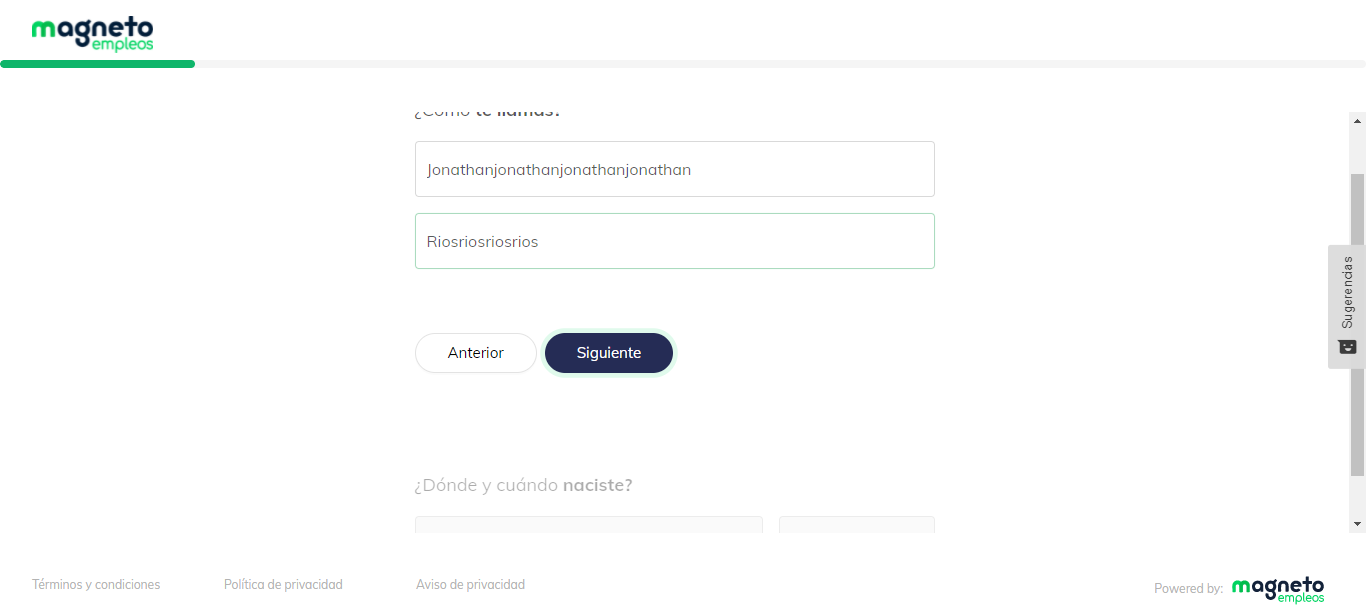 magneto
empleos
¿Cómo te llamas?
Jonathanjonathanjonathanjonathan
Riosriosriosrios
Sugerencias
Anterior
Siguiente
¿Dónde y cuándo naciste?
Términos y condiciones
Política de privacidad
Aviso de privacidad
Powered by:
magneto
empleos